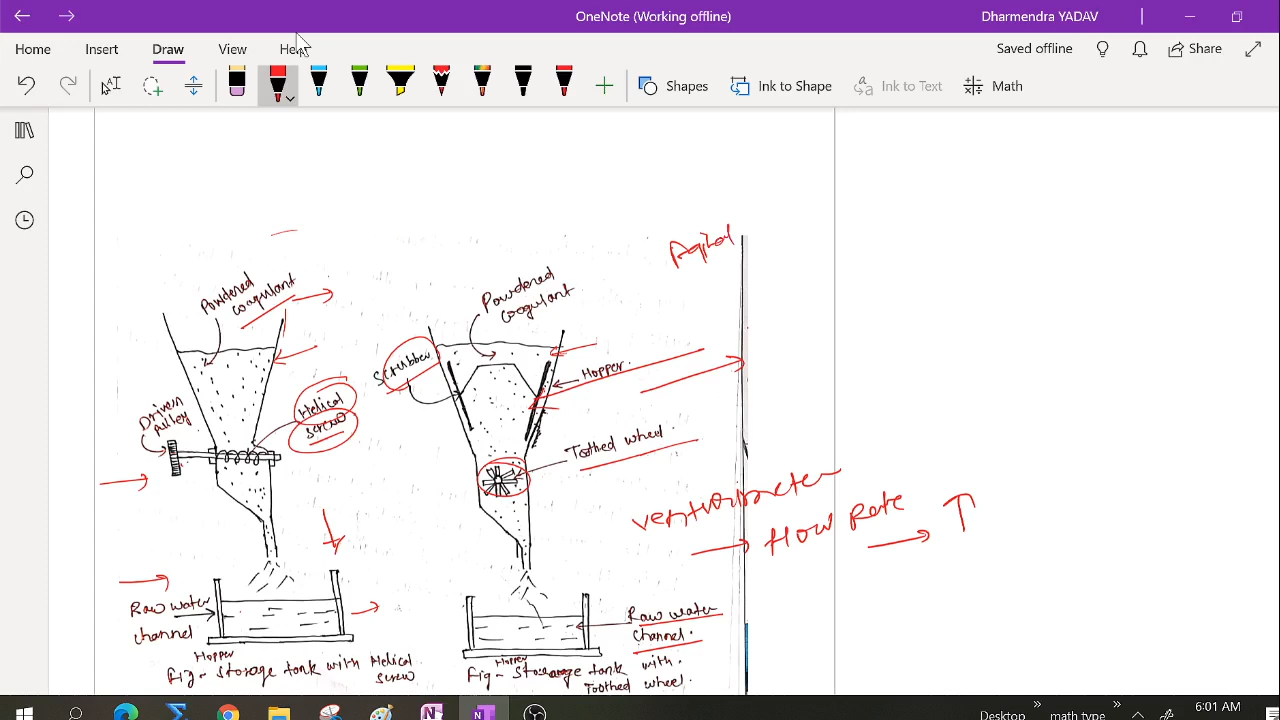 OneNote (Working offline)
Dharmendra YADAV
Home
Insert
Draw
View
Help
Saved offline
Share
Shapes
Ink to Shape
Ink to Text
Math
Powdered
coagulant
Powdered
coagulant
Scrubber
Hopper.
Driven
pulley
Helical
screw
Toothed wheel.
venturimeter
flow Rate
Raw water
channel
Raw water
channel.
Hopper
Fig- Storage tank with Helical
screw
Hopper
Fig- Storage tank with.
Toothed wheel.
Desktop
math type
6:01 AM